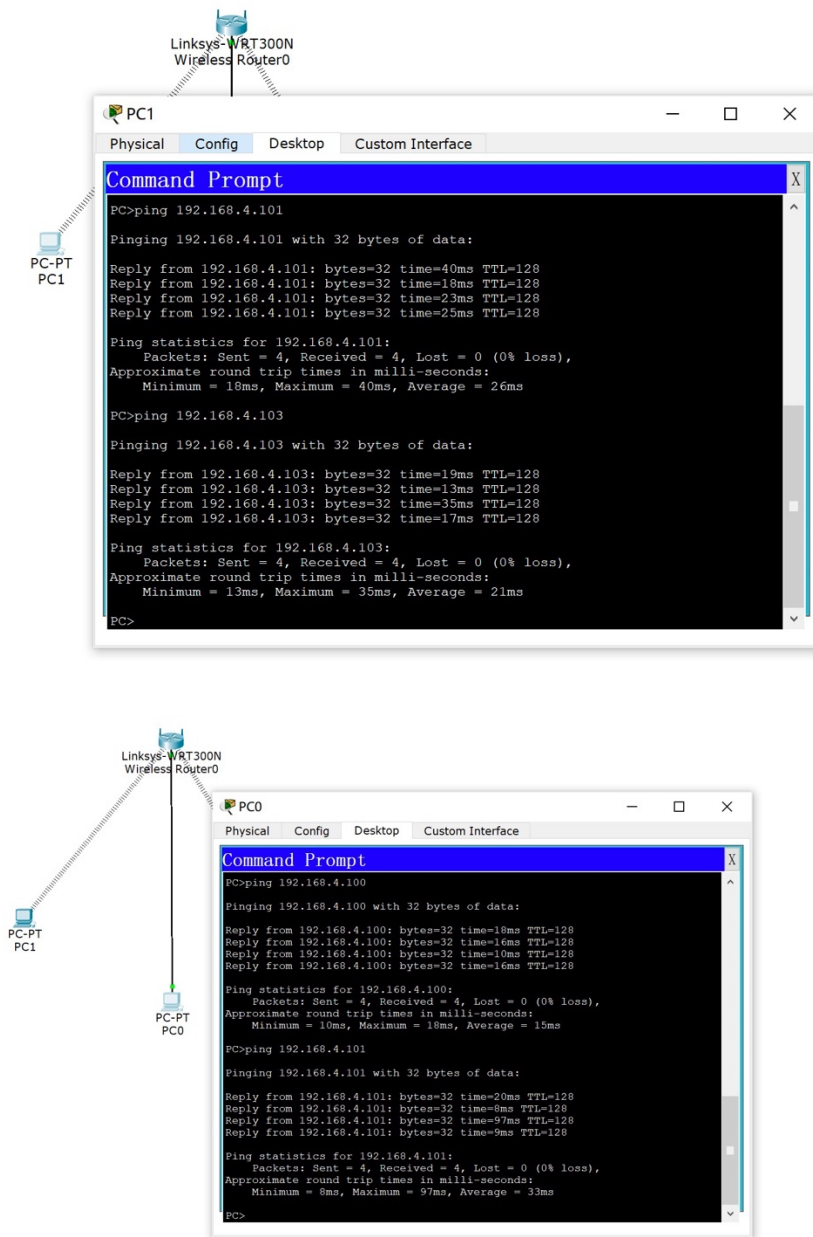 Linksys-WRT300N
Wireless Router0
PC1
Physical Config Desktop Custom Interface
Command Prompt
X
PC>ping 192.168.4.101
Pinging 192.168.4.101 with 32 bytes of data:
Reply from 192.168.4.101: bytes=32 time=40ms TTL=128
Reply from 192.168.4.101: bytes=32 time=18ms TTL=128
Reply from 192.168.4.101: bytes=32 time=23ms TTL=128
Reply from 192.168.4.101: bytes=32 time=25ms TTL=128
Ping statistics for 192.168.4.101:
Packets: Sent = 4, Received = 4, Lost = 0 (0% loss),
Approximate round trip times in milli-seconds:
Minimum = 18ms, Maximum = 40ms, Average = 26ms
PC>ping 192.168.4.103
Pinging 192.168.4.103 with 32 bytes of data:
Reply from 192.168.4.103: bytes=32 time=19ms TTL=128
Reply from 192.168.4.103: bytes=32 time=13ms TTL=128
Reply from 192.168.4.103: bytes=32 time=35ms TTL=128
Reply from 192.168.4.103: bytes=32 time=17ms TTL=128
Ping statistics for 192.168.4.103:
Packets: Sent = 4, Received = 4, Lost = 0 (0% loss),
Approximate round trip times in milli-seconds:
Minimum = 13ms, Maximum = 35ms, Average = 21ms
PC>
PC-PT
PC1
Linksys-WRT300N
Wireless Router0
PC0
Physical Config Desktop Custom Interface
Command Prompt
X
PC>ping 192.168.4.100
Pinging 192.168.4.100 with 32 bytes of data:
Reply from 192.168.4.100: bytes=32 time=18ms TTL=128
Reply from 192.168.4.100: bytes=32 time=16ms TTL=128
Reply from 192.168.4.100: bytes=32 time=10ms TTL=128
Reply from 192.168.4.100: bytes=32 time=16ms TTL=128
Ping statistics for 192.168.4.100:
Packets: Sent = 4, Received = 4, Lost = 0 (0% loss),
Approximate round trip times in milli-seconds:
Minimum = 10ms, Maximum = 18ms, Average = 15ms
PC>ping 192.168.4.101
Pinging 192.168.4.101 with 32 bytes of data:
Reply from 192.168.4.101: bytes=32 time=20ms TTL=128
Reply from 192.168.4.101: bytes=32 time=8ms TTL=128
Reply from 192.168.4.101: bytes=32 time=97ms TTL=128
Reply from 192.168.4.101: bytes=32 time=9ms TTL=128
Ping statistics for 192.168.4.101:
Packets: Sent = 4, Received = 4, Lost = 0 (0% loss),
Approximate round trip times in milli-seconds:
Minimum = 8ms, Maximum = 97ms, Average = 33ms
PC>
PC-PT
PC1
PC-PT
PC0